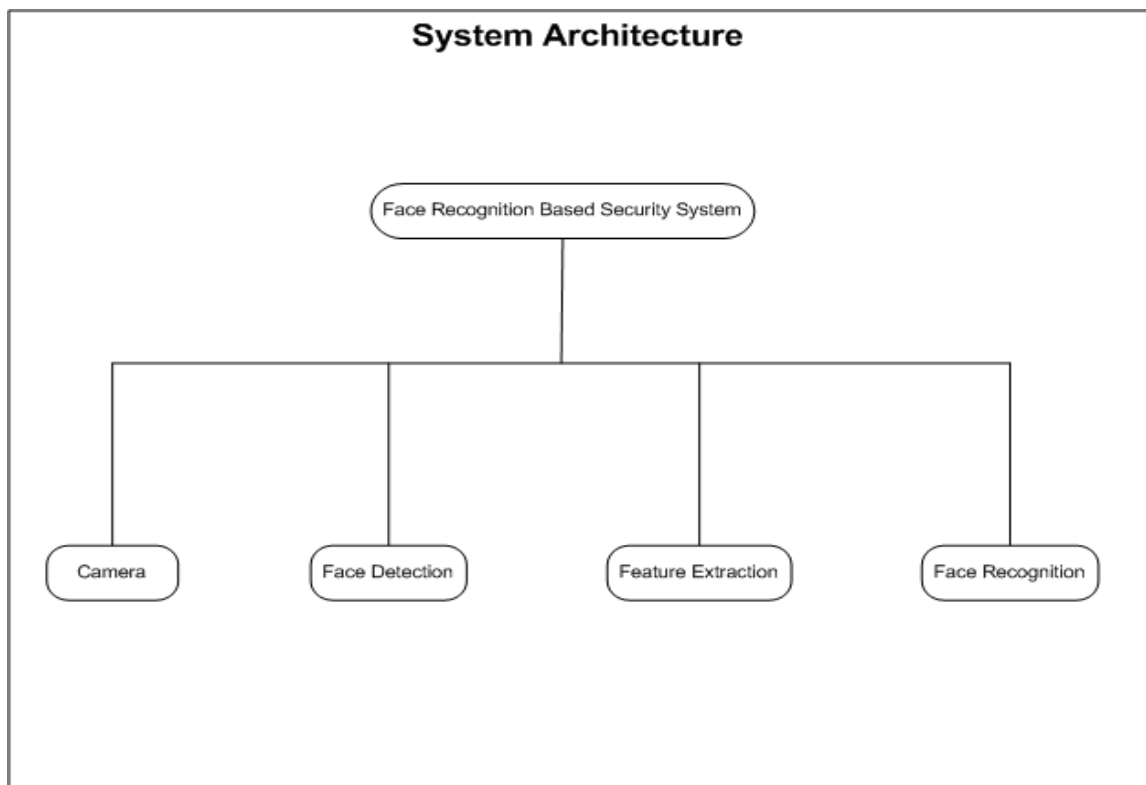 System Architecture
Face Recognition Based Security System
Camera
Face Detection
Feature Extraction
Face Recognition